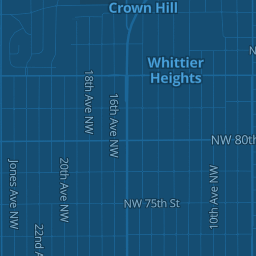 Crown Hill
Whittier
Heights
N
18th Ave NW
16th Ave NW
NW 80th
Jones Ave NW
20th Ave NW
10th Ave NW
NW 75th St
22nd A